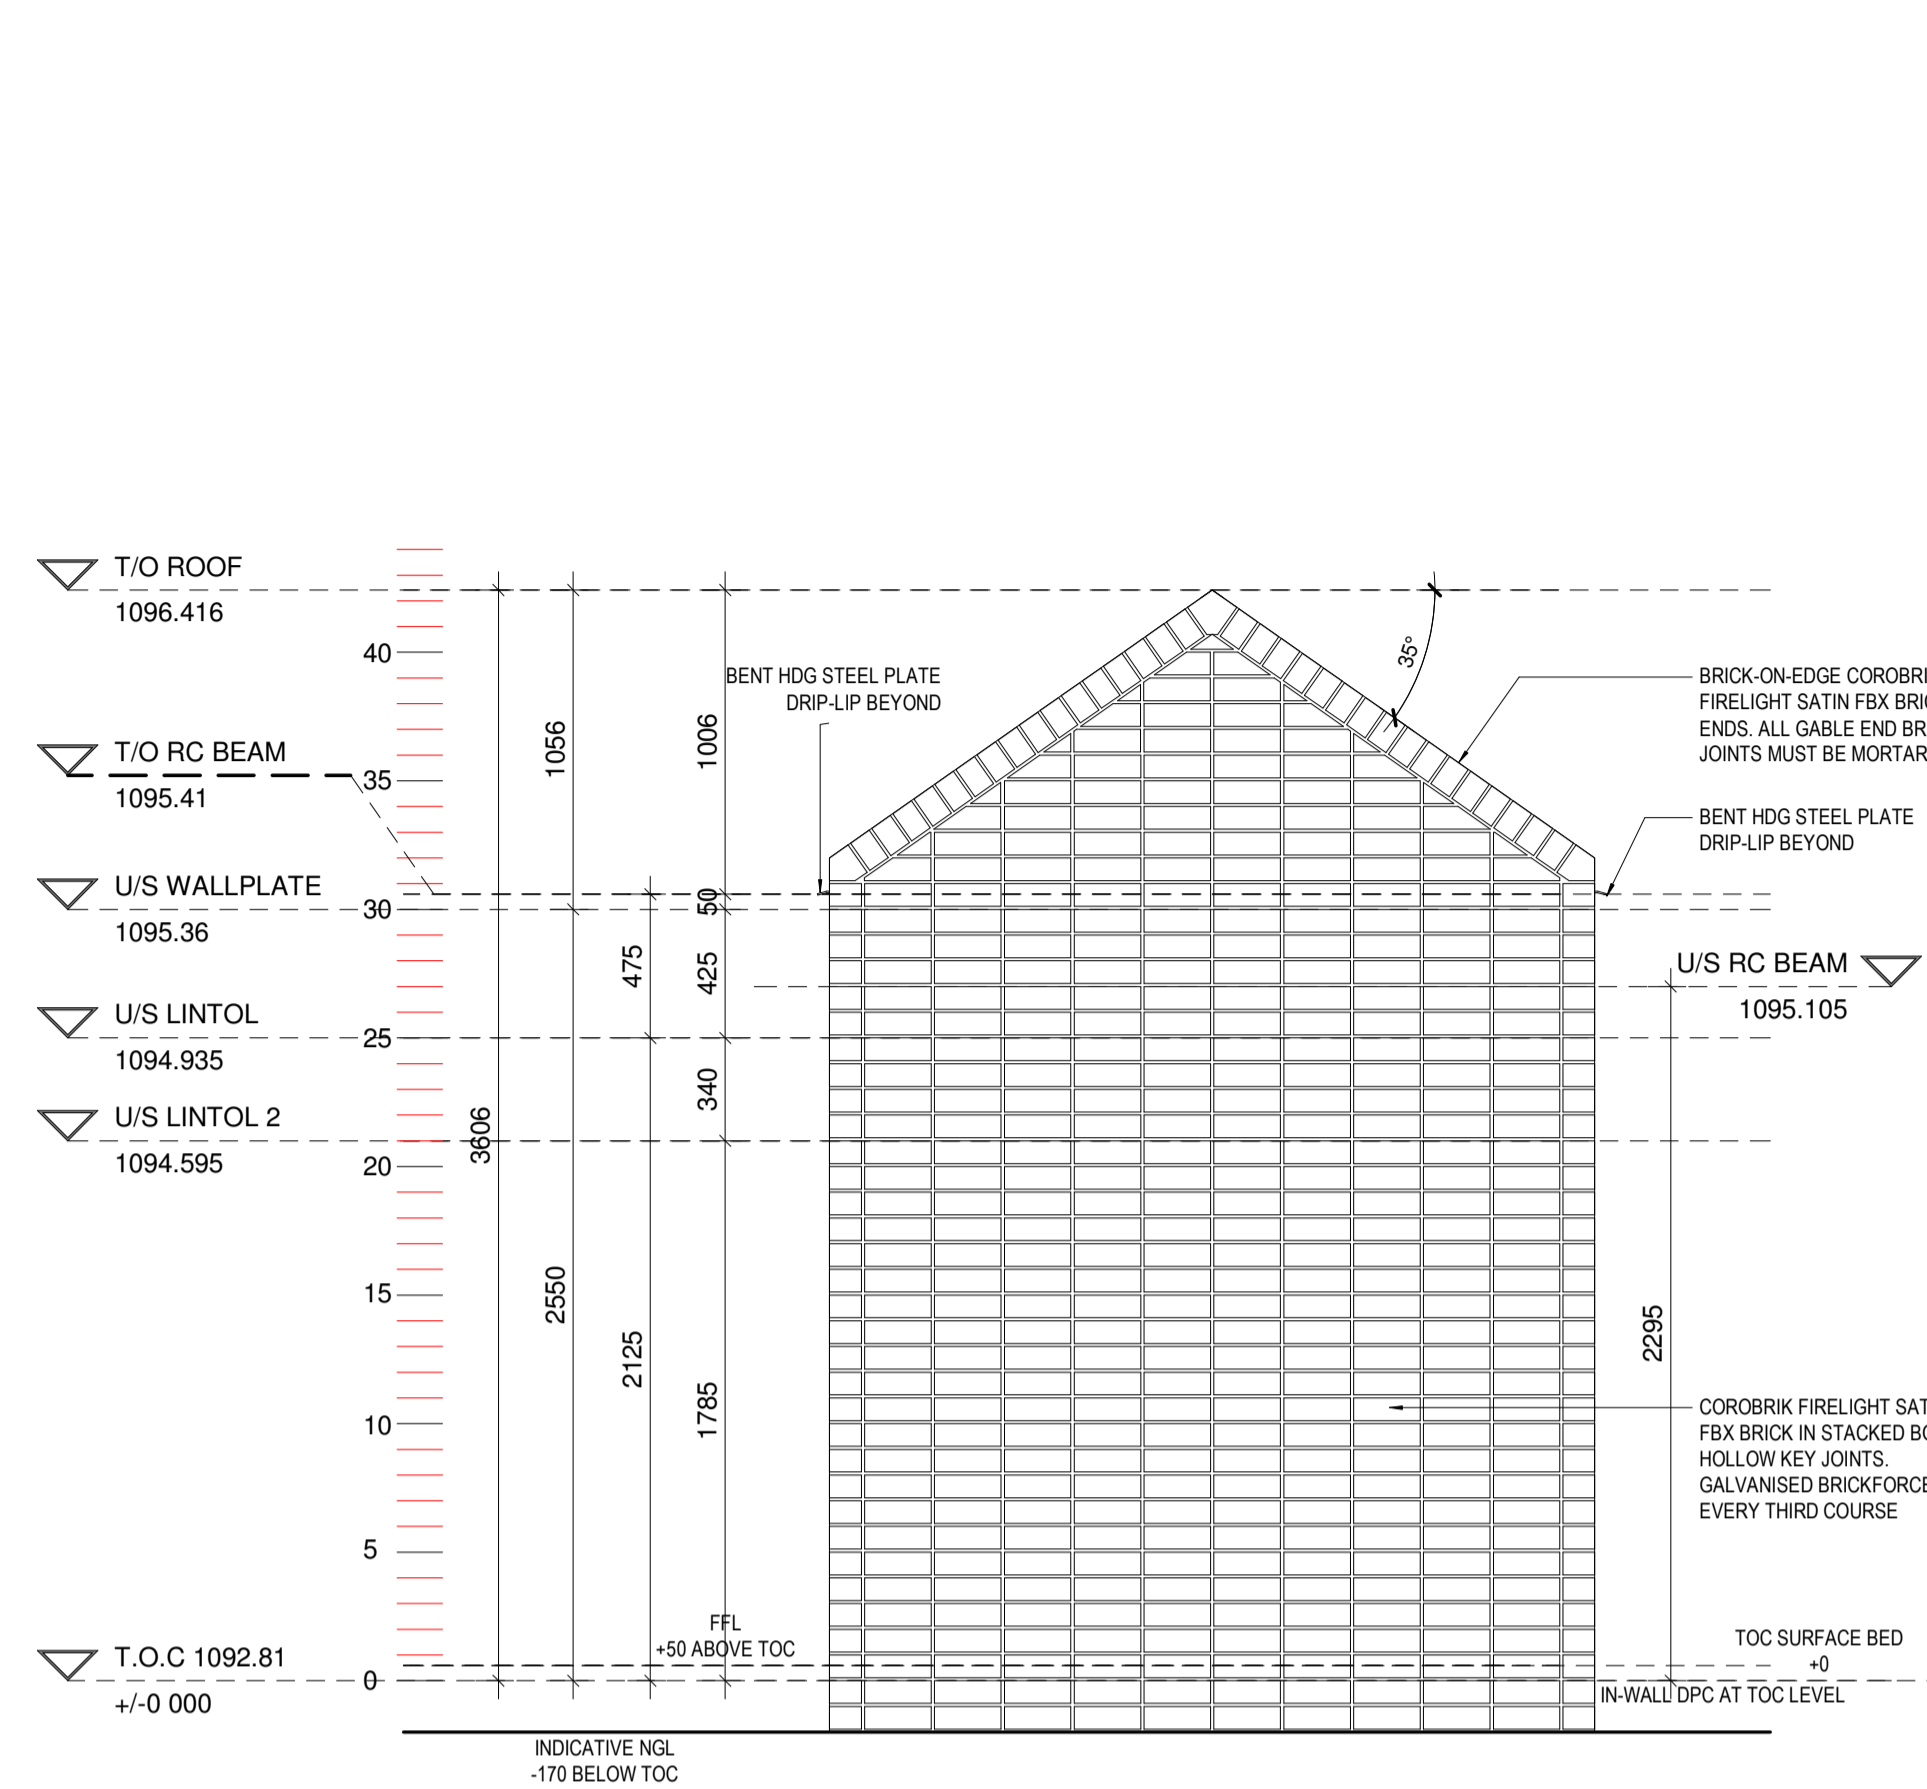 T/O ROOF
1096.416
40
T/O RC BEAM
1095.41
35
U/S WALLPLATE
1095.36
30
U/S LINTOL
1094.935
25
U/S LINTOL 2
1094.595
20
15
10
5
T.O.C 1092.81
+/-0 000
0
3606
1056
2550
475
2125
1006
50
425
340
1785
BENT HDG STEEL PLATE
DRIP-LIP BEYOND
35°
BRICK-ON-EDGE COROBRI
FIRELIGHT SATIN FBX BRIC
ENDS. ALL GABLE END BR
JOINTS MUST BE MORTAR
BENT HDG STEEL PLATE
DRIP-LIP BEYOND
U/S RC BEAM
1095.105
2295
COROBRIK FIRELIGHT SAT
FBX BRICK IN STACKED BO
HOLLOW KEY JOINTS.
GALVANISED BRICKFORCE
EVERY THIRD COURSE
FFL
+50 ABOVE TOC
TOC SURFACE BED
+0
IN-WALL DPC AT TOC LEVEL
INDICATIVE NGL
-170 BELOW TOC